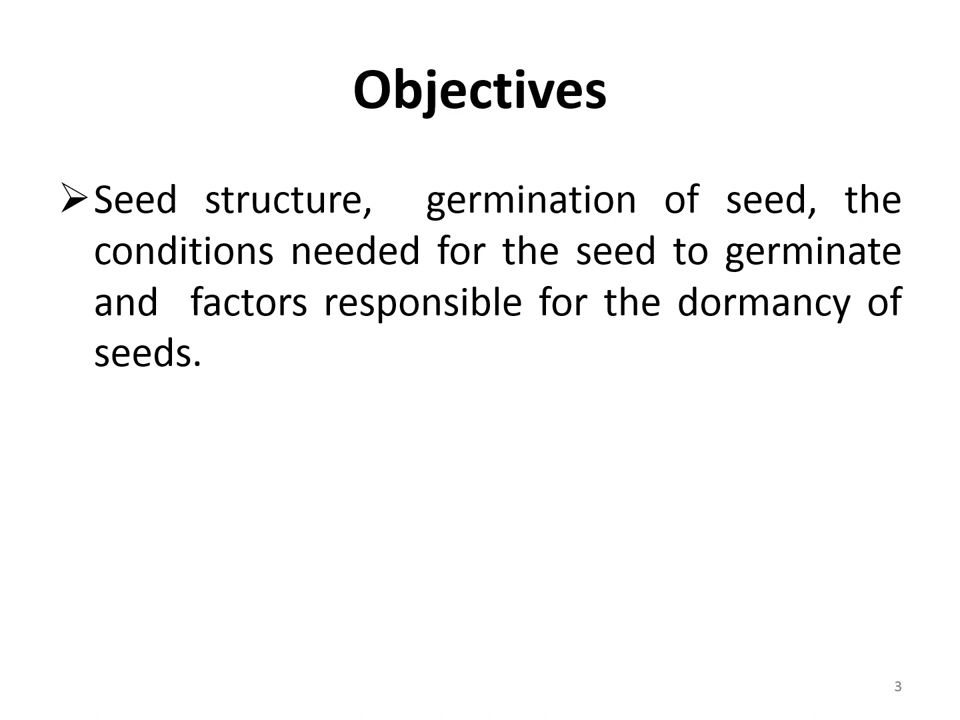 Objectives
➢ Seed structure, germination of seed, the
conditions needed for the seed to germinate
and factors responsible for the dormancy of
seeds.
3